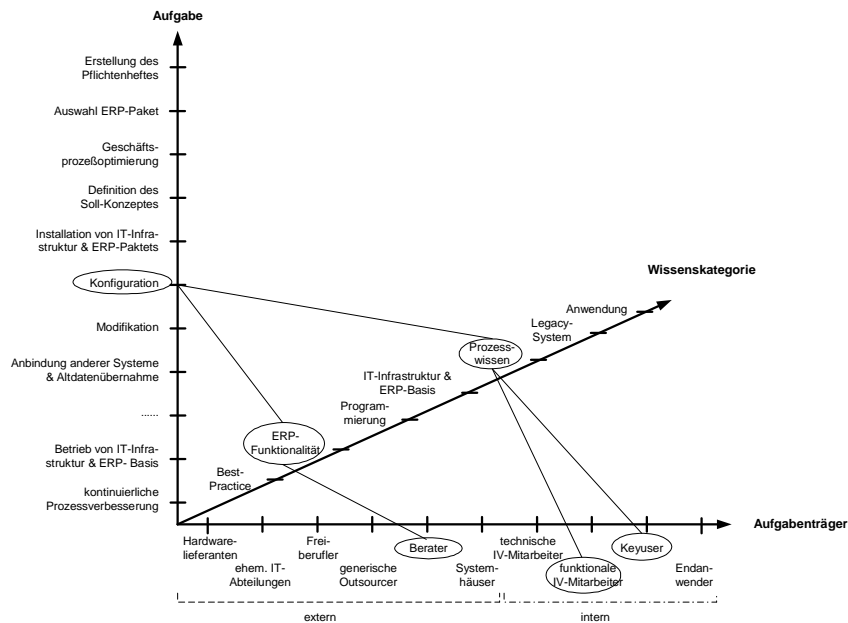 Aufgabe
Erstellung des
Pflichtenheftes
Auswahl ERP-Paket
Geschäfts-
prozeßoptimierung
Definition des
Soll-Konzeptes
Installation von IT-Infra-
struktur & ERP-Paktets
Konfiguration
Modifikation
Anbindung anderer Systeme
& Altdatenübernahme
......
Betrieb von IT-Infra-
struktur & ERP- Basis
kontinuierliche
Prozessverbesserung
Wissenskategorie
Anwendung
Legacy-
System
Prozess-
wissen
IT-Infrastruktur &
ERP-Basis
Program-
mierung
ERP-
Funktionalität
Best-
Practice
Aufgabenträger
Hardware-
lieferanten
ehem. IT-
Abteilungen
Frei-
berufler
generische
Outsourcer
Berater
System-
häuser
technische
IV-Mitarbeiter
funktionale
IV-Mitarbeiter
Keyuser
Endan-
wender
extern
intern